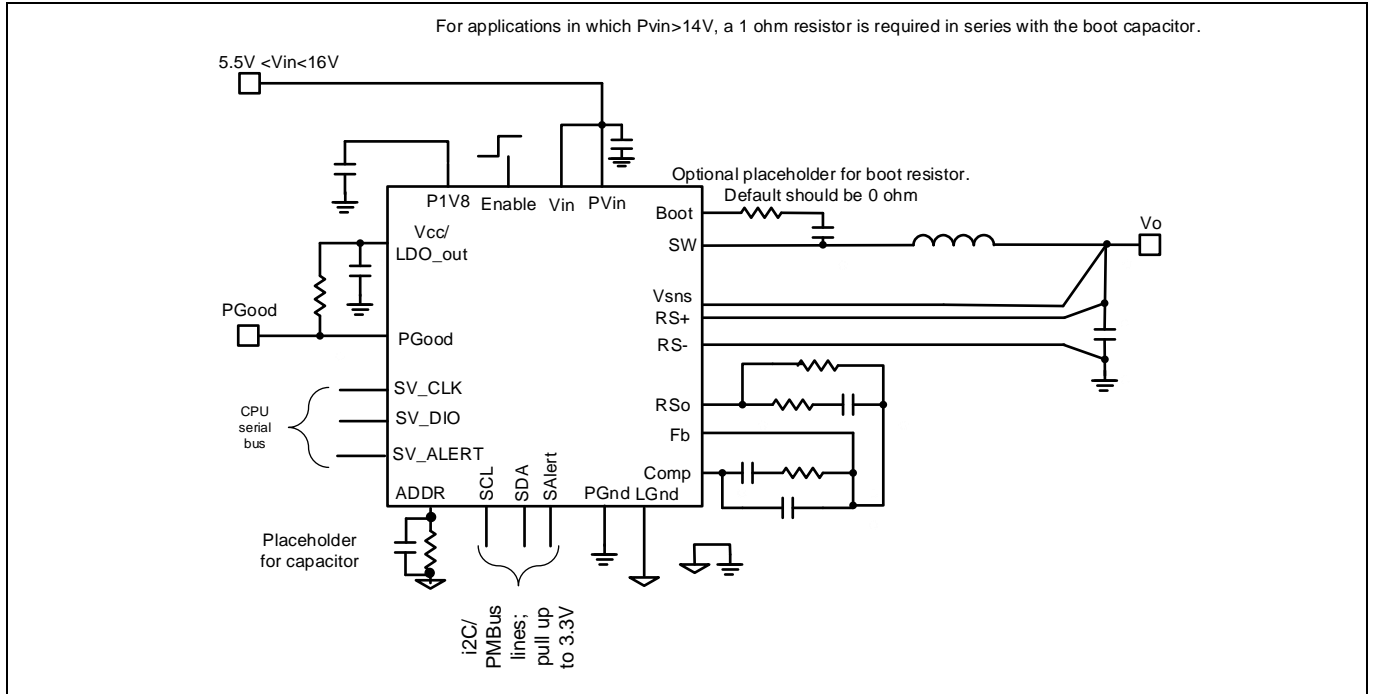 For applications in which Pvin>14V, a 1 ohm resistor is required in series with the boot capacitor.
5.5V <Vin<16V
Optional placeholder for boot resistor.
Default should be 0 ohm
P1V8
Enable
Vin
PVin
Boot
Vo
Vcc/
LDO_out
SW
Vsns
RS+
PGood
PGood
RS-
SV_CLK
RSo
CPU
serial
bus
SV_DIO
Fb
SV_ALERT
Comp
ADDR
SCL
SDA
SAlert
PGnd
LGnd
Placeholder
for capacitor
i2C/
PMBus
lines;
pull up
to 3.3V